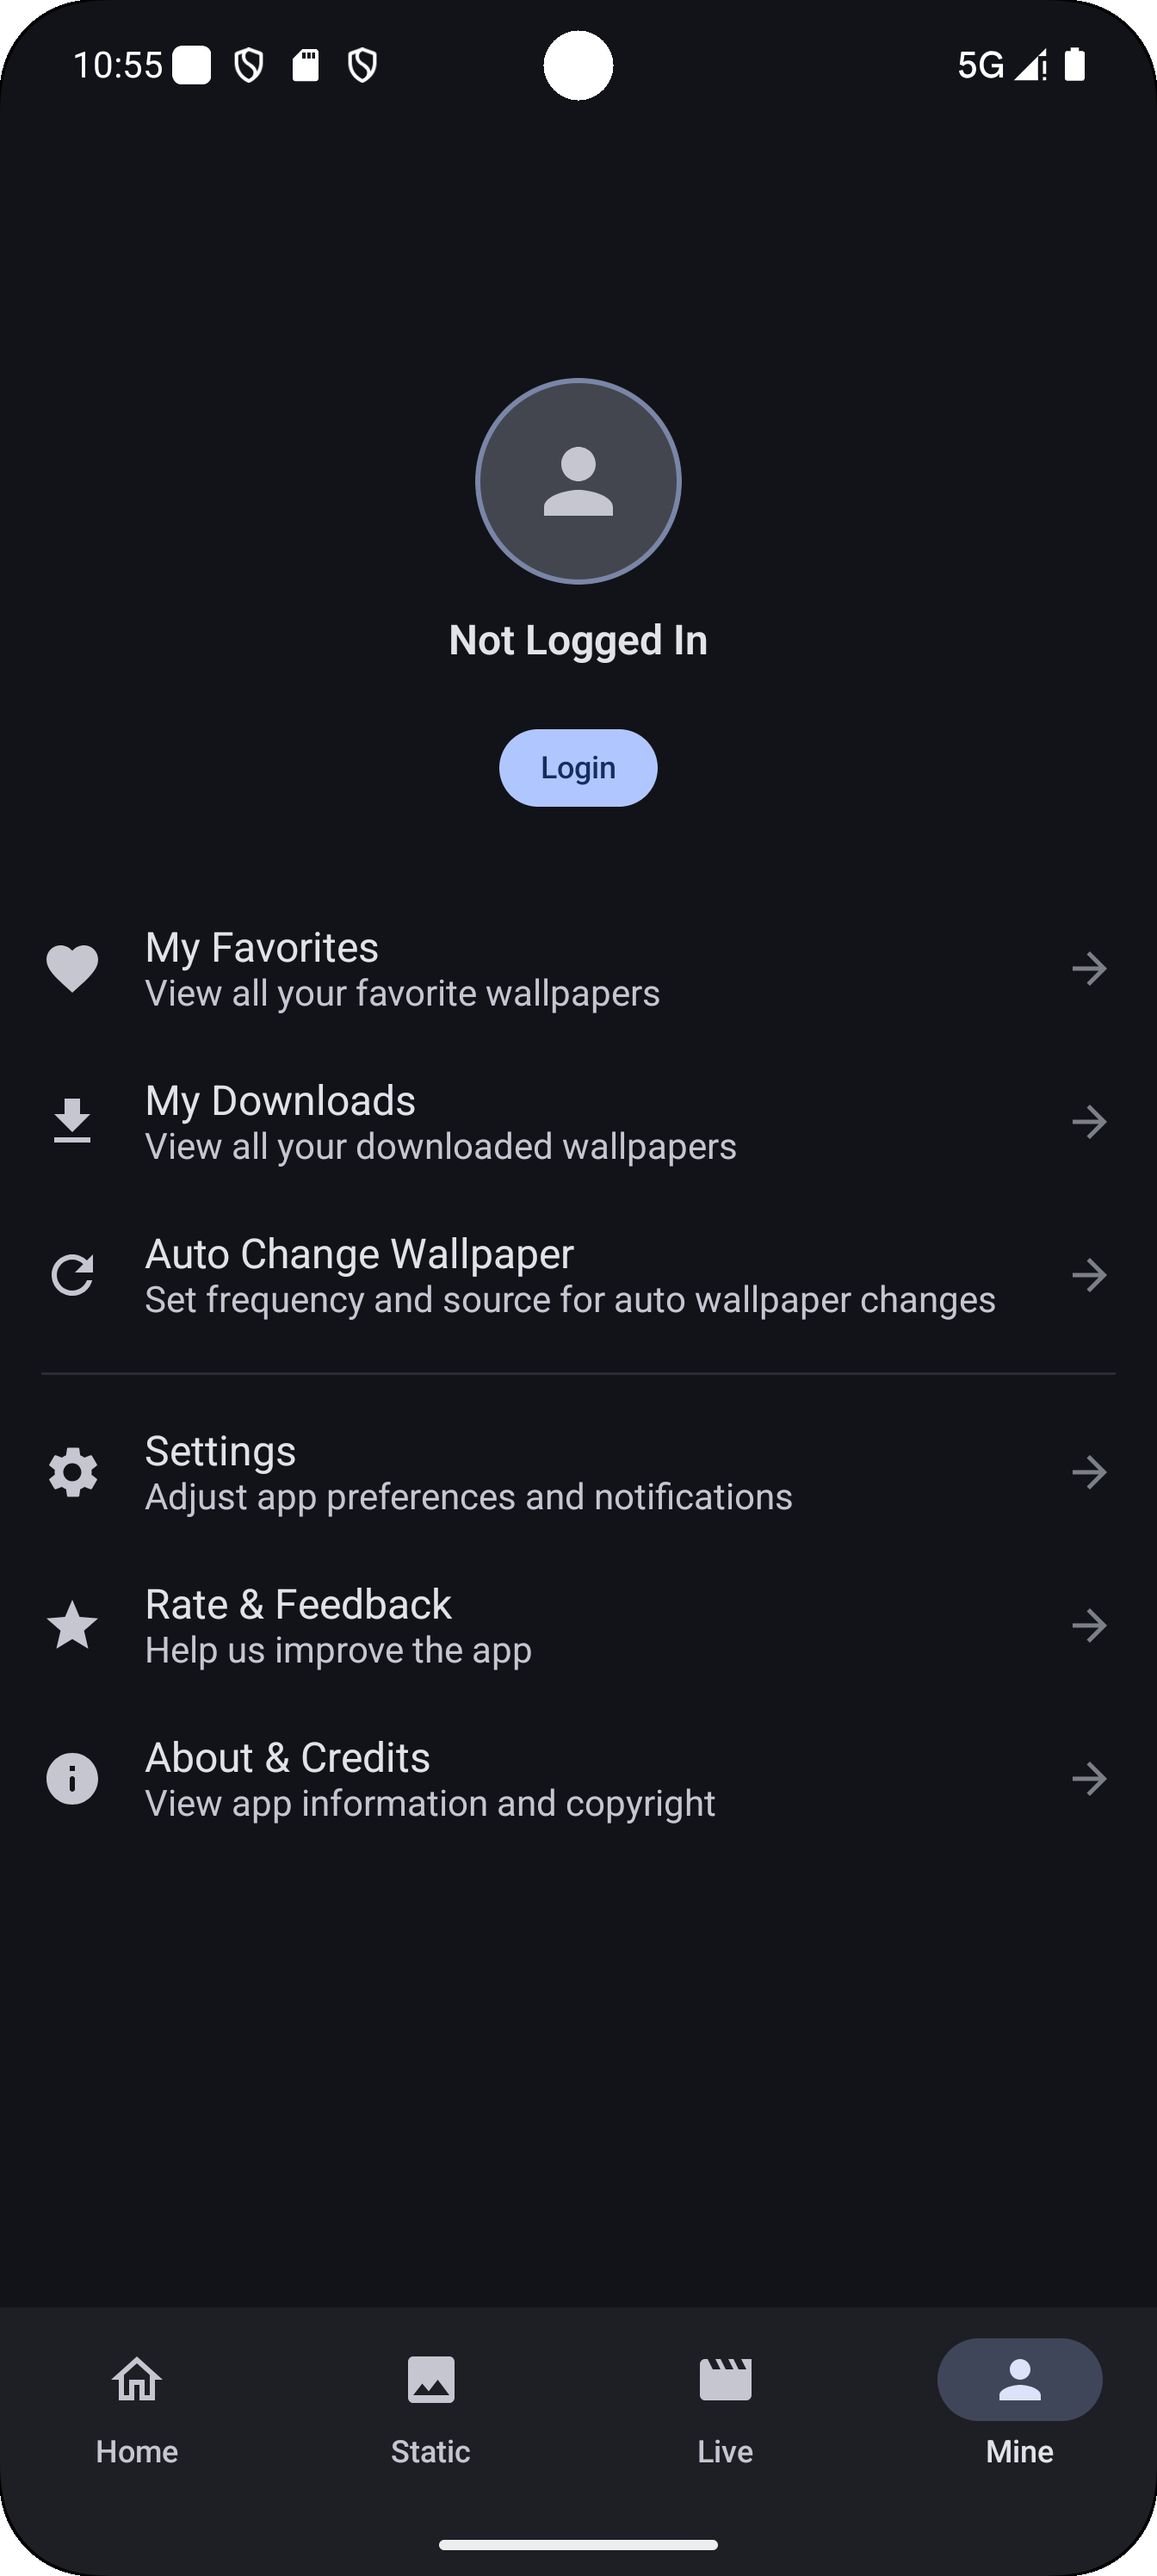 10:55
5G
Not Logged In
Login
My Favorites
View all your favorite wallpapers
My Downloads
View all your downloaded wallpapers
Auto Change Wallpaper
Set frequency and source for auto wallpaper changes
Settings
Adjust app preferences and notifications
Rate & Feedback
Help us improve the app
About & Credits
View app information and copyright
Home
Static
Live
Mine